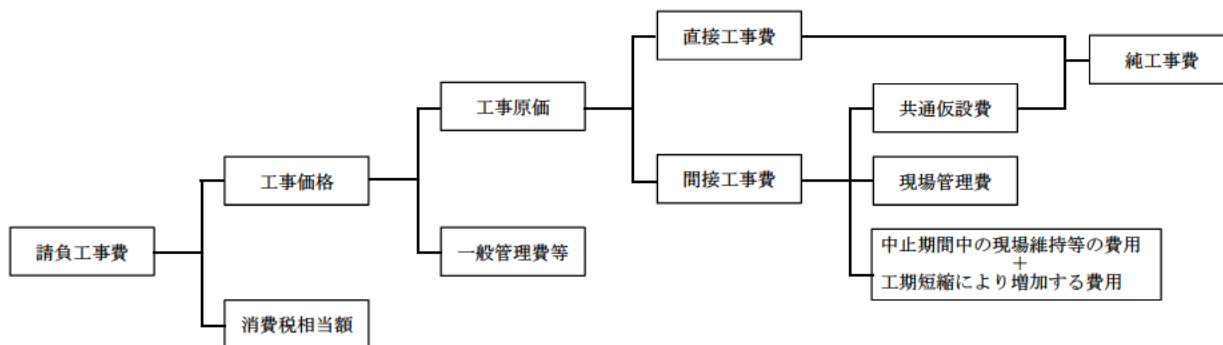 直接工事費
純工事費
工事原価
共通仮設費
工事価格
間接工事費
現場管理費
請負工事費
一般管理費等
中止期間中の現場維持等の費用
+
工期短縮により増加する費用
消費税相当額